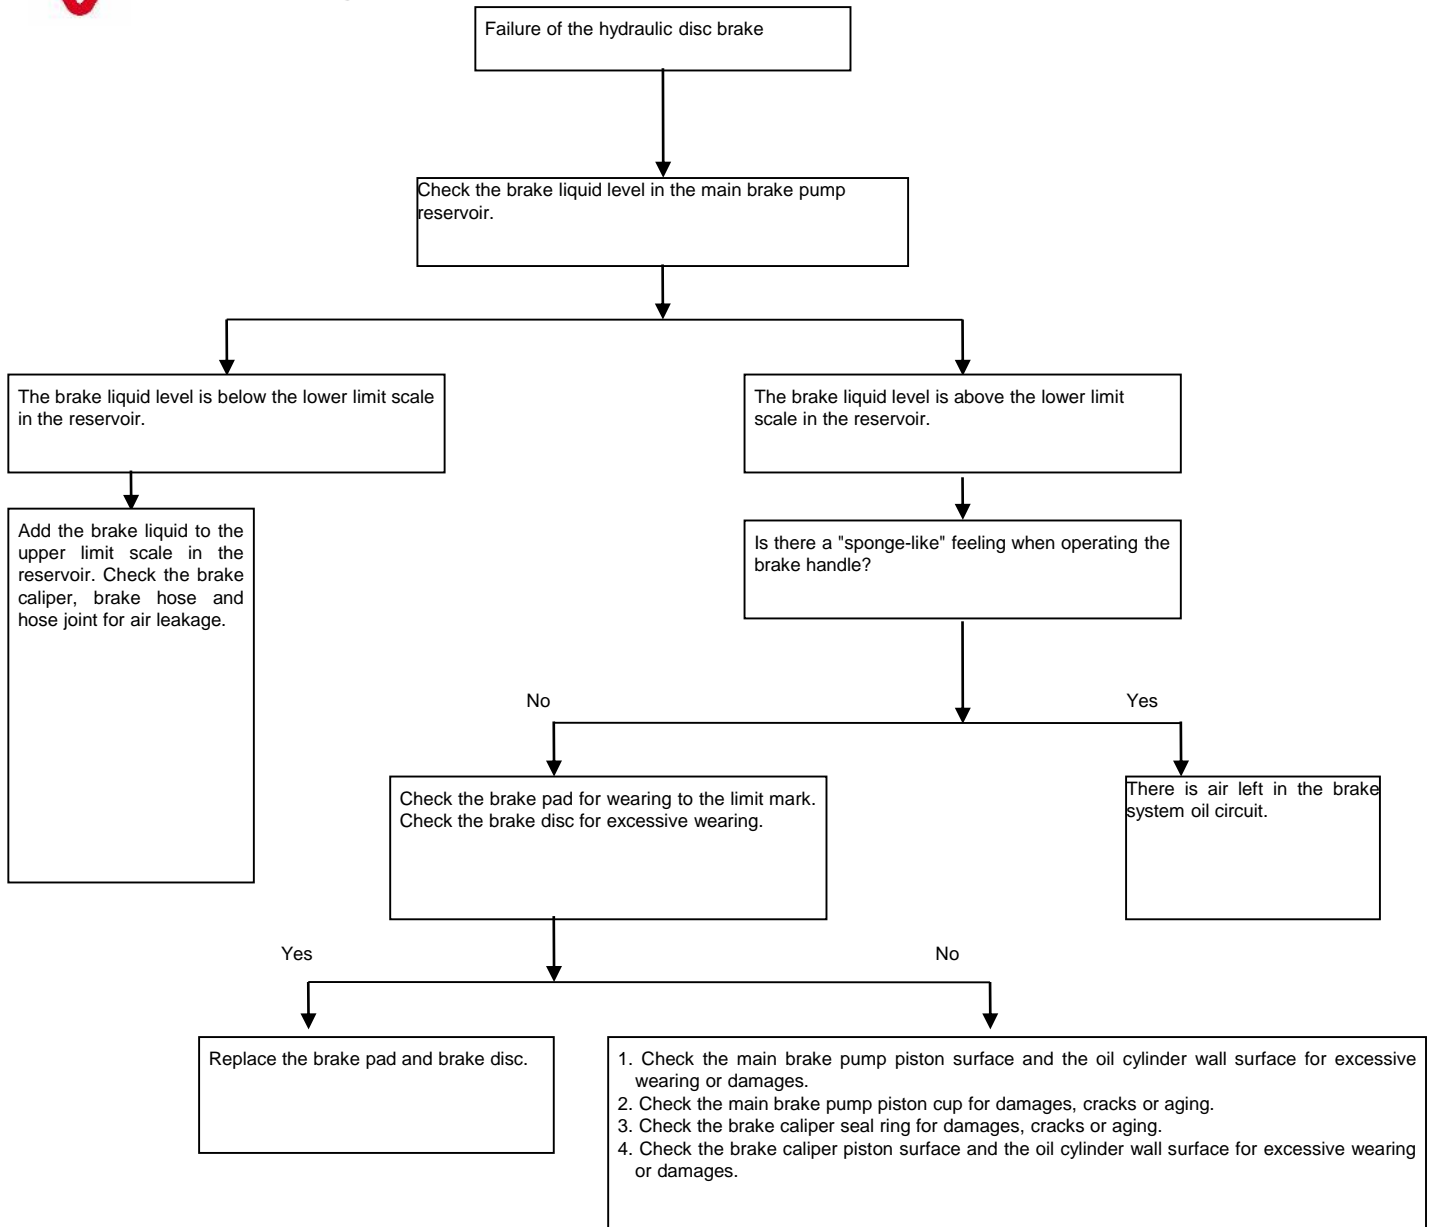 Failure of the hydraulic disc brake
Check the brake liquid level in the main brake pump
reservoir.
The brake liquid level is below the lower limit scale
in the reservoir.
The brake liquid level is above the lower limit
scale in the reservoir.
Add the brake liquid to the
upper limit scale in the
reservoir. Check the brake
caliper, brake hose and
hose joint for air leakage.
Is there a "sponge-like" feeling when operating the
brake handle?
No
Yes
Check the brake pad for wearing to the limit mark.
Check the brake disc for excessive wearing.
There is air left in the brake
system oil circuit.
Yes
No
Replace the brake pad and brake disc.
1. Check the main brake pump piston surface and the oil cylinder wall surface for excessive
wearing or damages.
2. Check the main brake pump piston cup for damages, cracks or aging.
3. Check the brake caliper seal ring for damages, cracks or aging.
4. Check the brake caliper piston surface and the oil cylinder wall surface for excessive wearing
or damages.